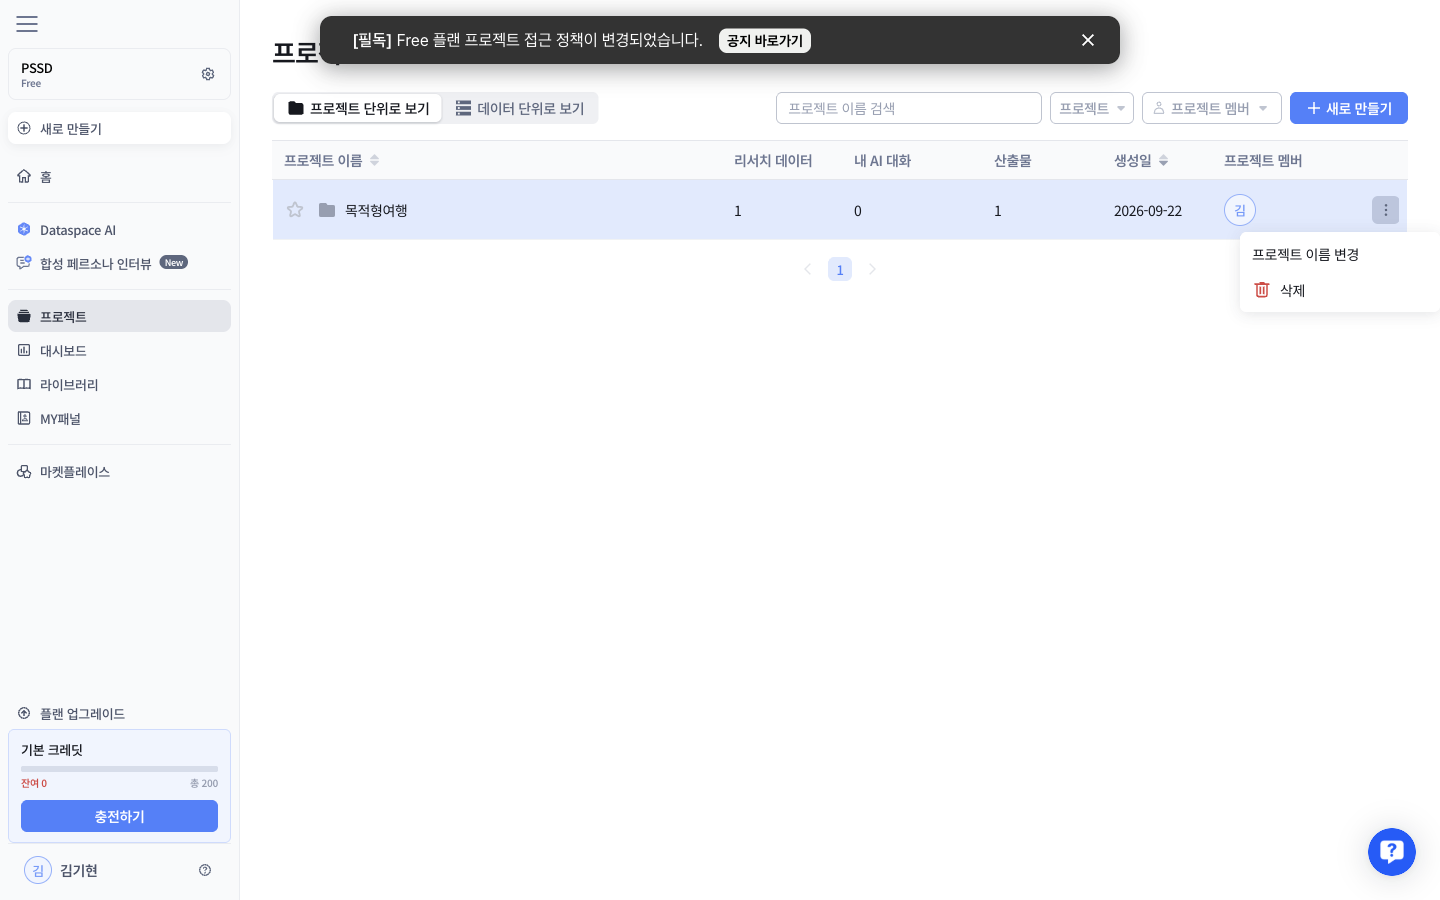 PSSD
Free
새로 만들기
홈
Dataspace AI
합성 페르소나 인터뷰 New
프로젝트
대시보드
라이브러리
MY패널
마켓플레이스
플랜 업그레이드
기본 크레딧
잔여 0 총 200
충전하기
김 김기현
[필독] Free 플랜 프로젝트 접근 정책이 변경되었습니다. 공지 바로가기
프로젝트 단위로 보기 데이터 단위로 보기 프로젝트 이름 검색 프로젝트 프로젝트 멤버 새로 만들기
프로젝트 이름 리서치 데이터 내 AI 대화 산출물 생성일 프로젝트 멤버
목적형여행 1 0 1 2026-09-22 김
프로젝트 이름 변경
삭제
1